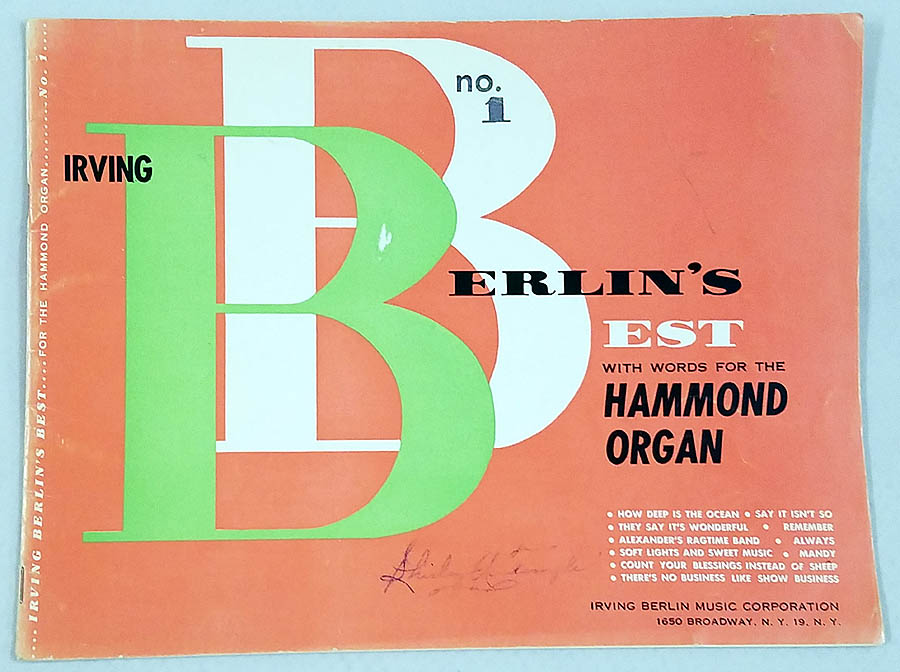 ....IRVING BERLIN'S BEST....FOR THE HAMMOND ORGAN.........No. 1....
no.
1
IRVING
BERLIN'S
BEST
WITH WORDS FOR THE
HAMMOND
ORGAN
• HOW DEEP IS THE OCEAN • SAY IT ISN'T SO
• THEY SAY IT'S WONDERFUL • REMEMBER
• ALEXANDER'S RAGTIME BAND • ALWAYS
• SOFT LIGHTS AND SWEET MUSIC • MANDY
• COUNT YOUR BLESSINGS INSTEAD OF SHEEP
• THERE'S NO BUSINESS LIKE SHOW BUSINESS
Shirley
IRVING BERLIN MUSIC CORPORATION
1650 BROADWAY, N. Y. 19, N. Y.